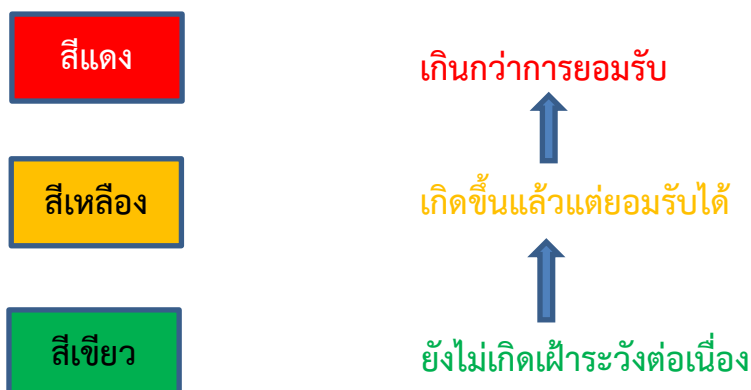 สีแดง
เกินกว่าการยอมรับ
สีเหลือง
เกิดขึ้นแล้วแต่ยอมรับได้
สีเขียว
ยังไม่เกิดเฝ้าระวังต่อเนื่อง